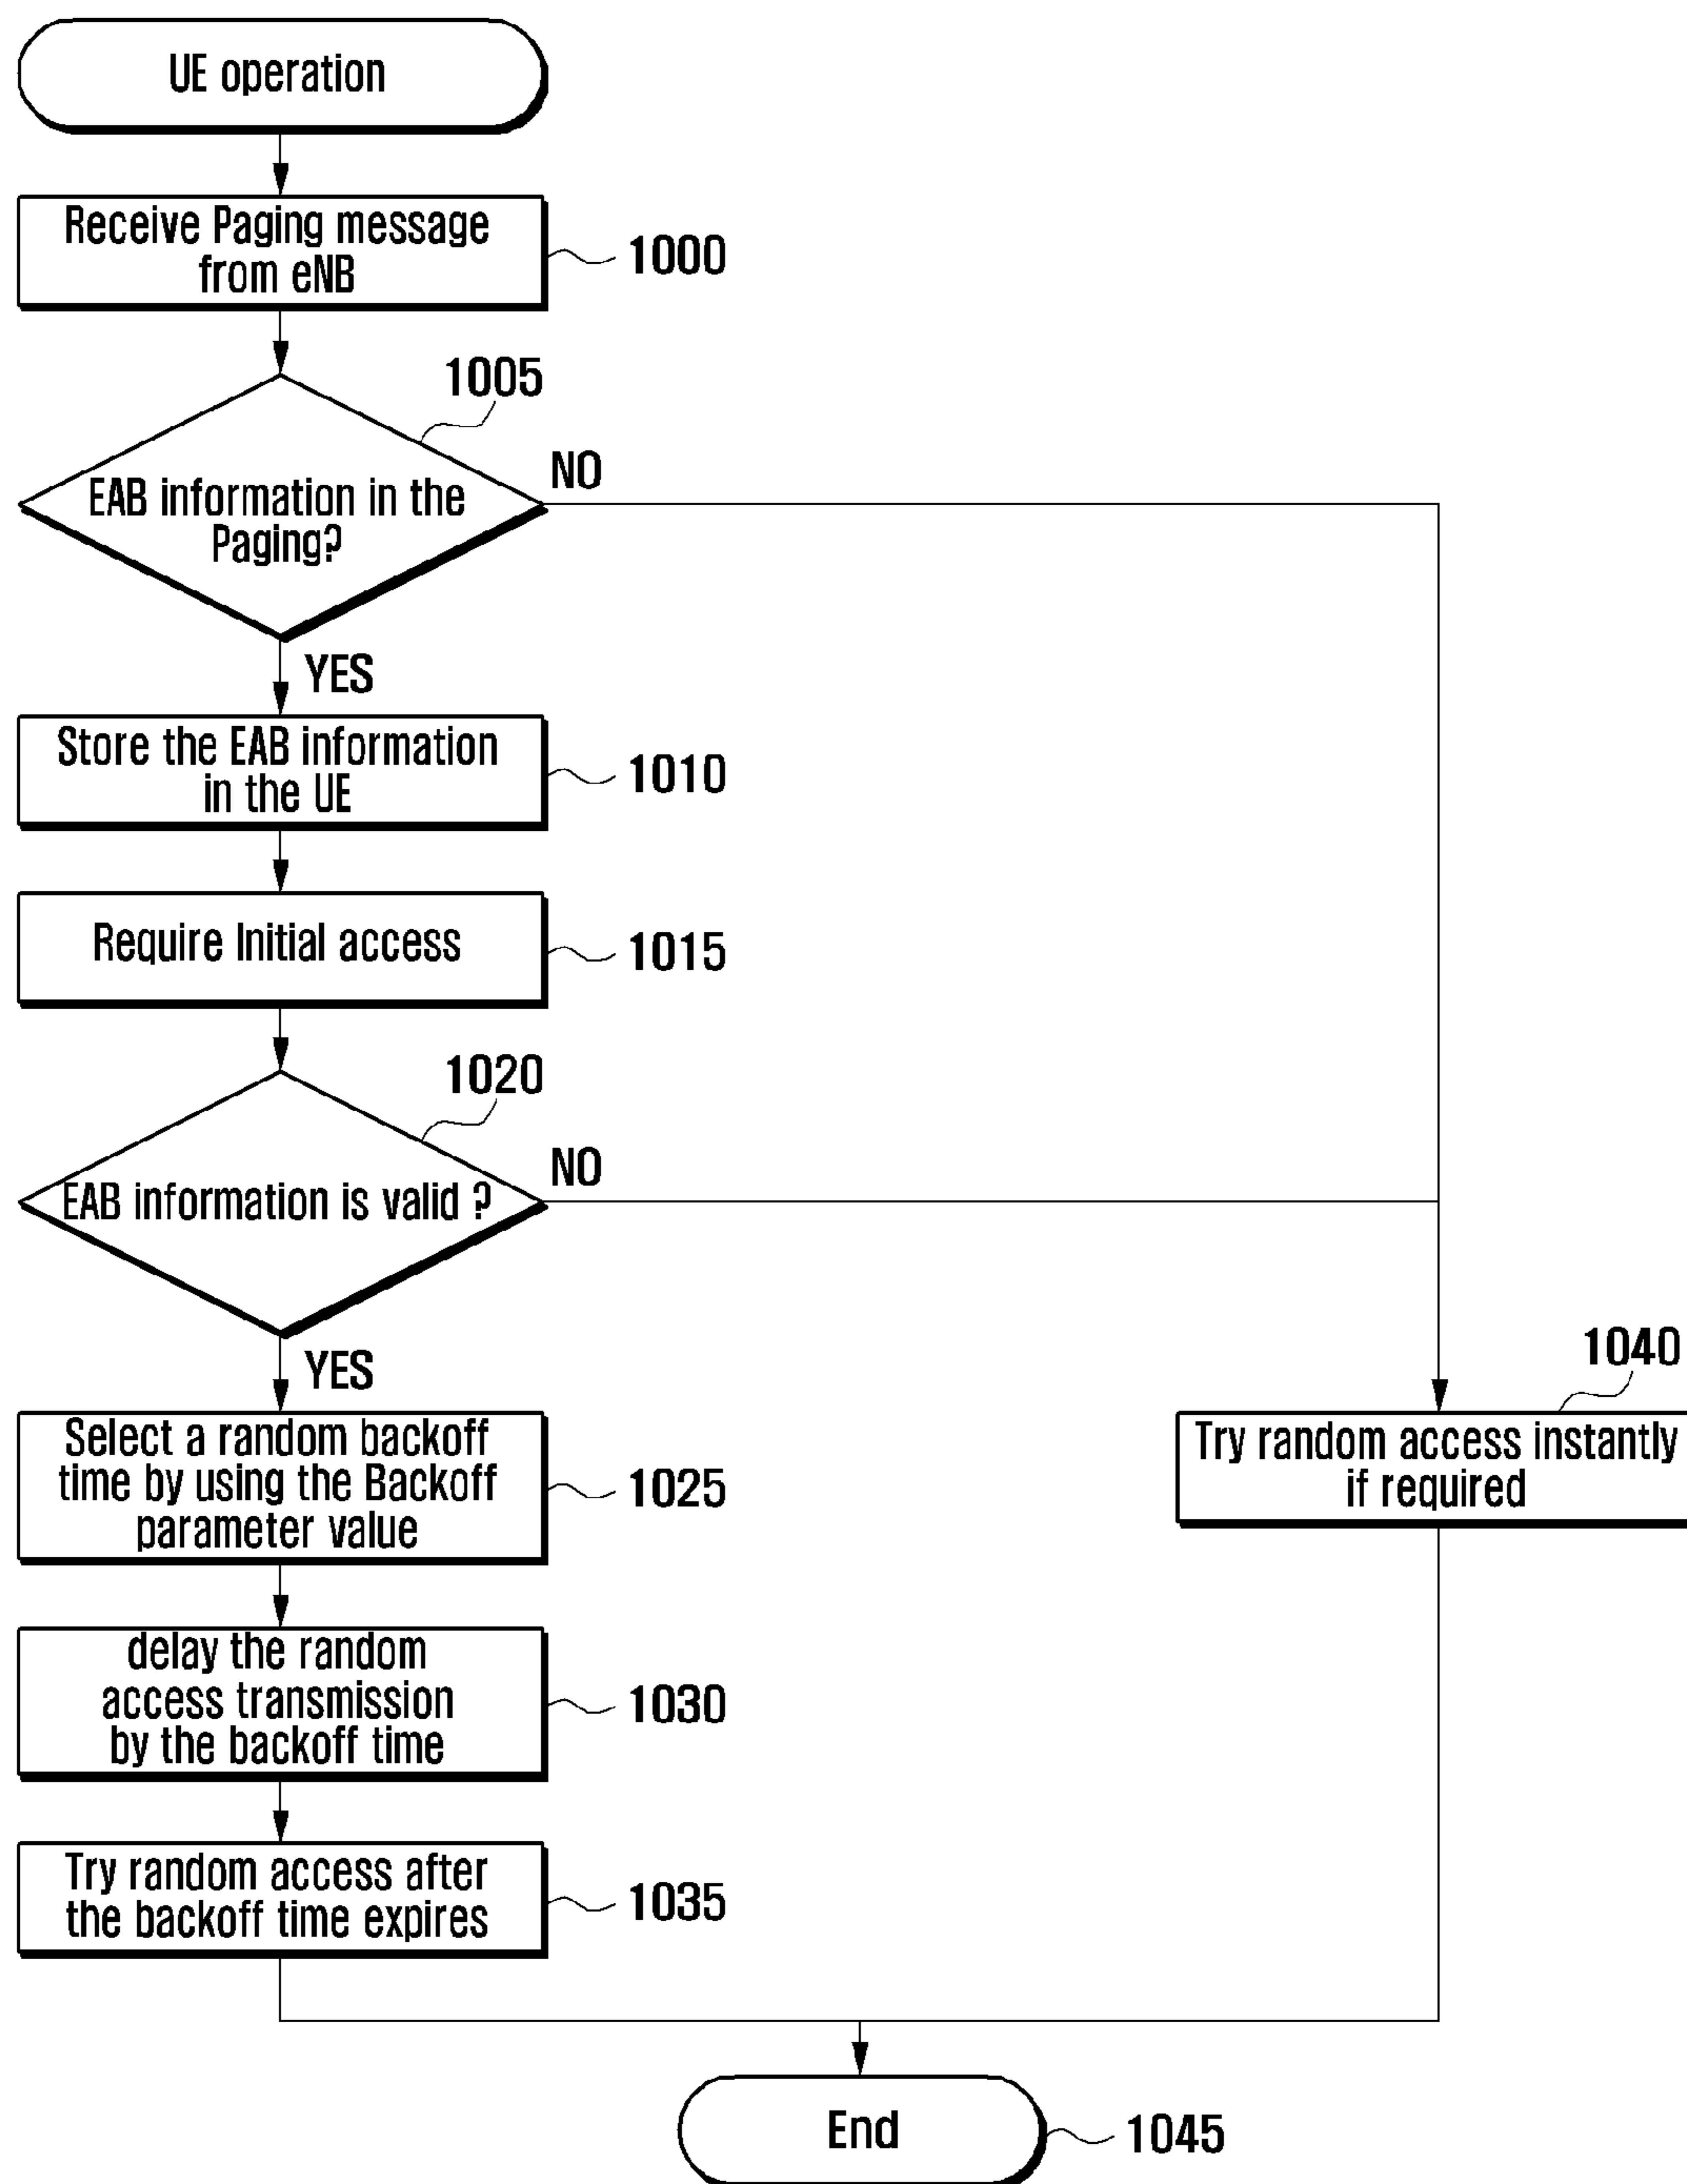 UE operation
Receive Paging message
from eNB
1000
1005
EAB information in the
Paging?
NO
YES
Store the EAB information
in the UE
1010
Require Initial access
1015
1020
EAB information is valid ?
NO
YES
Select a random backoff
time by using the Backoff
parameter value
1025
1040
Try random access instantly
if required
delay the random
access transmission
by the backoff time
1030
Try random access after
the backoff time expires
1035
End
1045